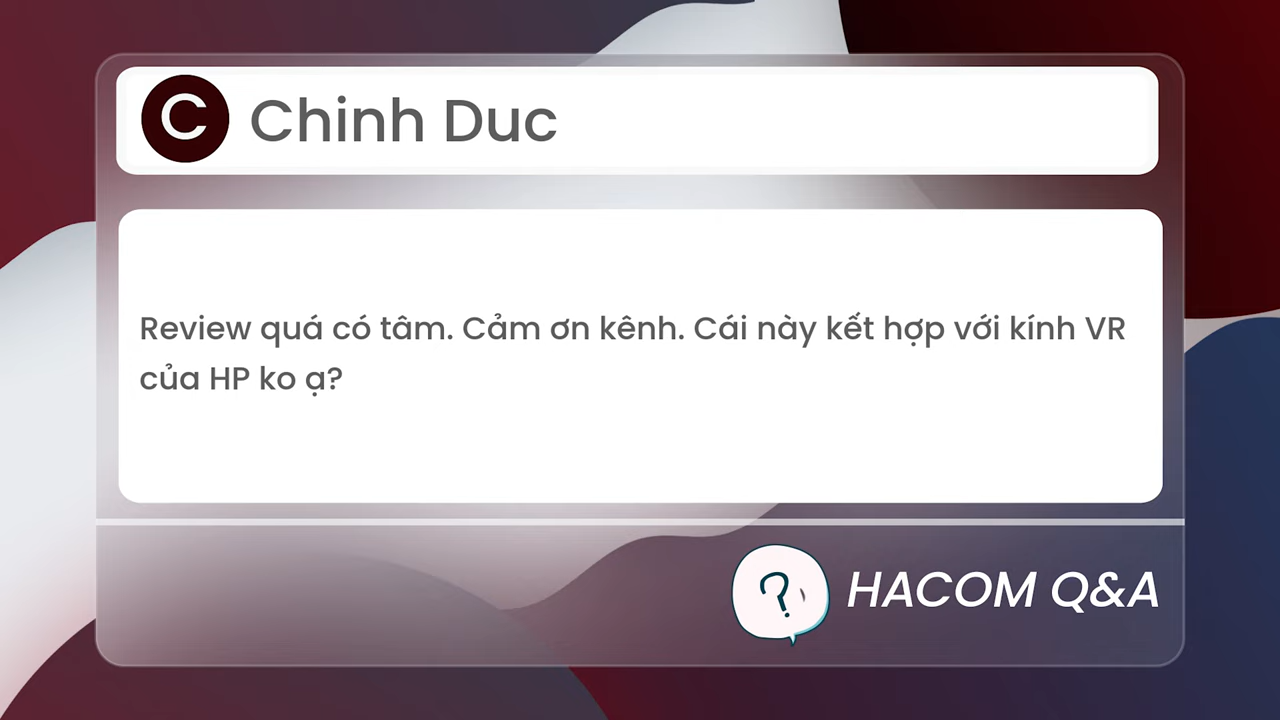 C
Chinh Duc
Review quá có tâm. Cảm ơn kênh. Cái này kết hợp với kính VR
của HP ko ạ?
?
HACOM Q&A